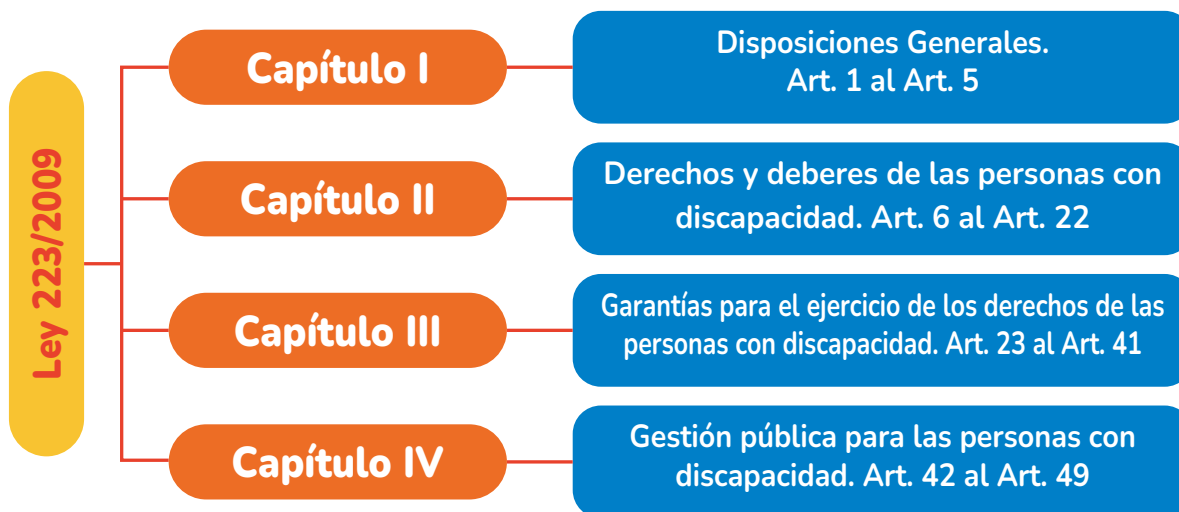 Ley 223/2009
Capítulo I
Disposiciones Generales.
Art. 1 al Art. 5
Capítulo II
Derechos y deberes de las personas con
discapacidad. Art. 6 al Art. 22
Capítulo III
Garantías para el ejercicio de los derechos de las
personas con discapacidad. Art. 23 al Art. 41
Capítulo IV
Gestión pública para las personas con
discapacidad. Art. 42 al Art. 49